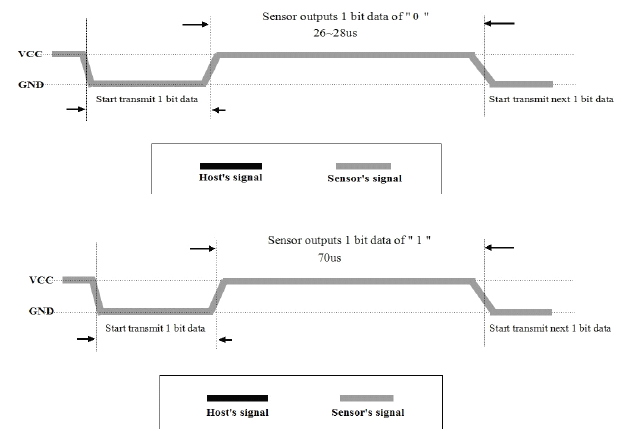 Sensor outputs 1 bit data of " 0 "
26~28us
VCC
GND
Start transmit 1 bit data
Start transmit next 1 bit data
Host's signal
Sensor's signal
Sensor outputs 1 bit data of " 1 "
70us
VCC
GND
Start transmit 1 bit data
Start transmit next 1 bit data
Host's signal
Sensor's signal